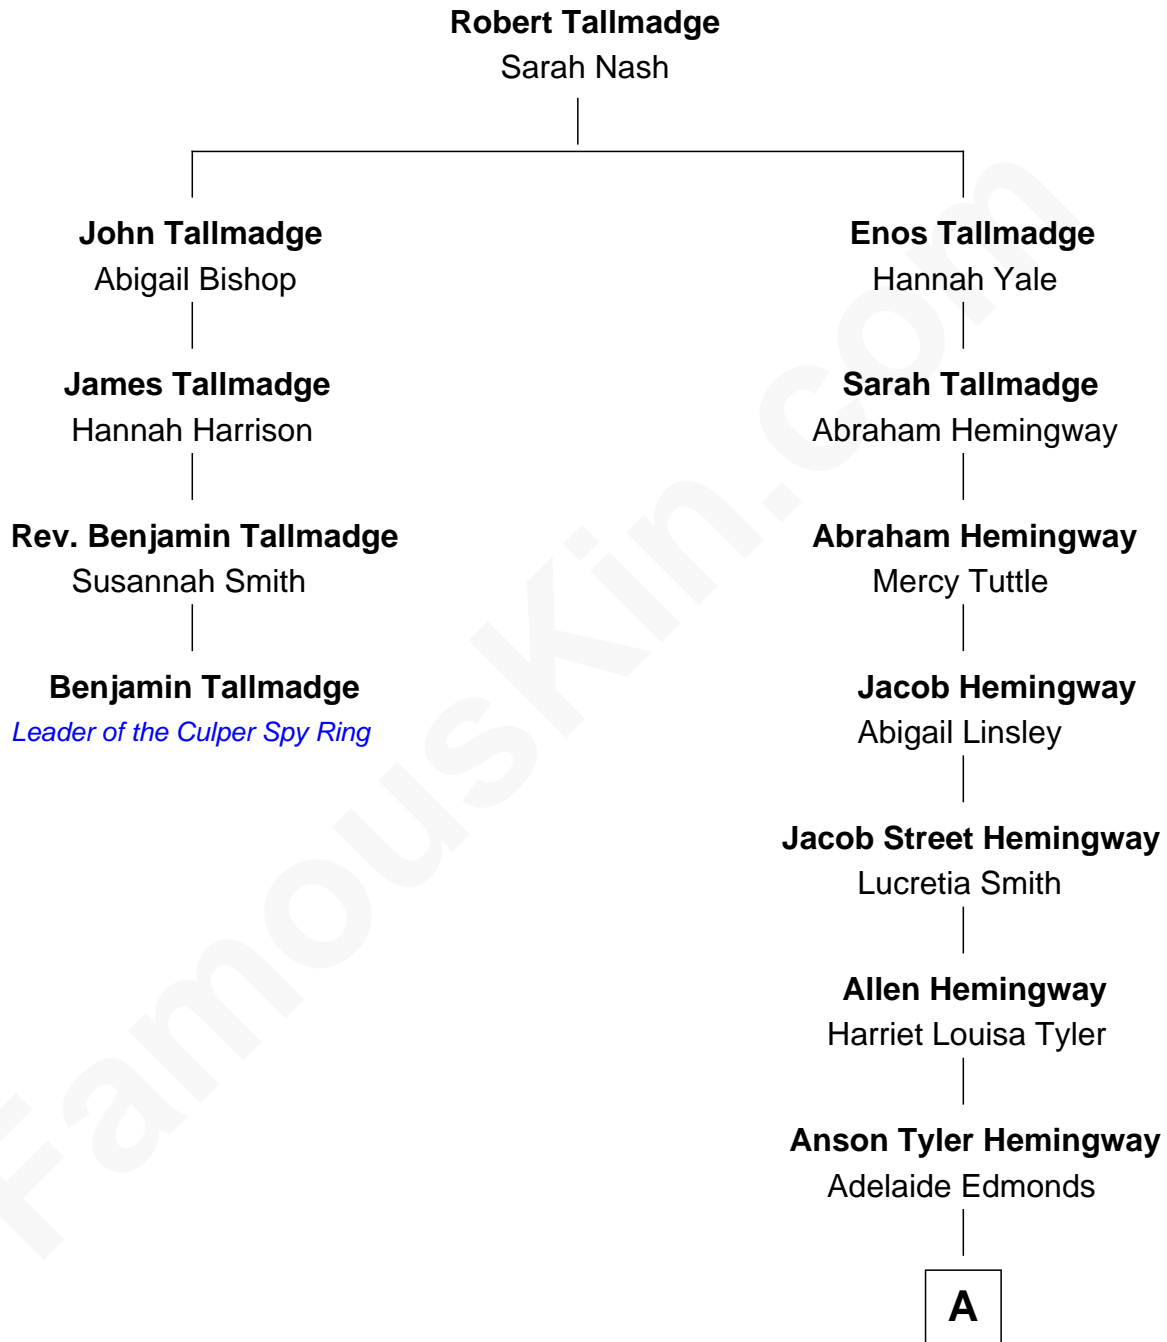 Robert Tallmadge
Sarah Nash
John Tallmadge
Abigail Bishop
James Tallmadge
Hannah Harrison
Rev. Benjamin Tallmadge
Susannah Smith
Benjamin Tallmadge
Leader of the Culper Spy Ring
Enos Tallmadge
Hannah Yale
Sarah Tallmadge
Abraham Hemingway
Abraham Hemingway
Mercy Tuttle
Jacob Hemingway
Abigail Linsley
Jacob Street Hemingway
Lucretia Smith
Allen Hemingway
Harriet Louisa Tyler
Anson Tyler Hemingway
Adelaide Edmonds
A
FamousKin.com